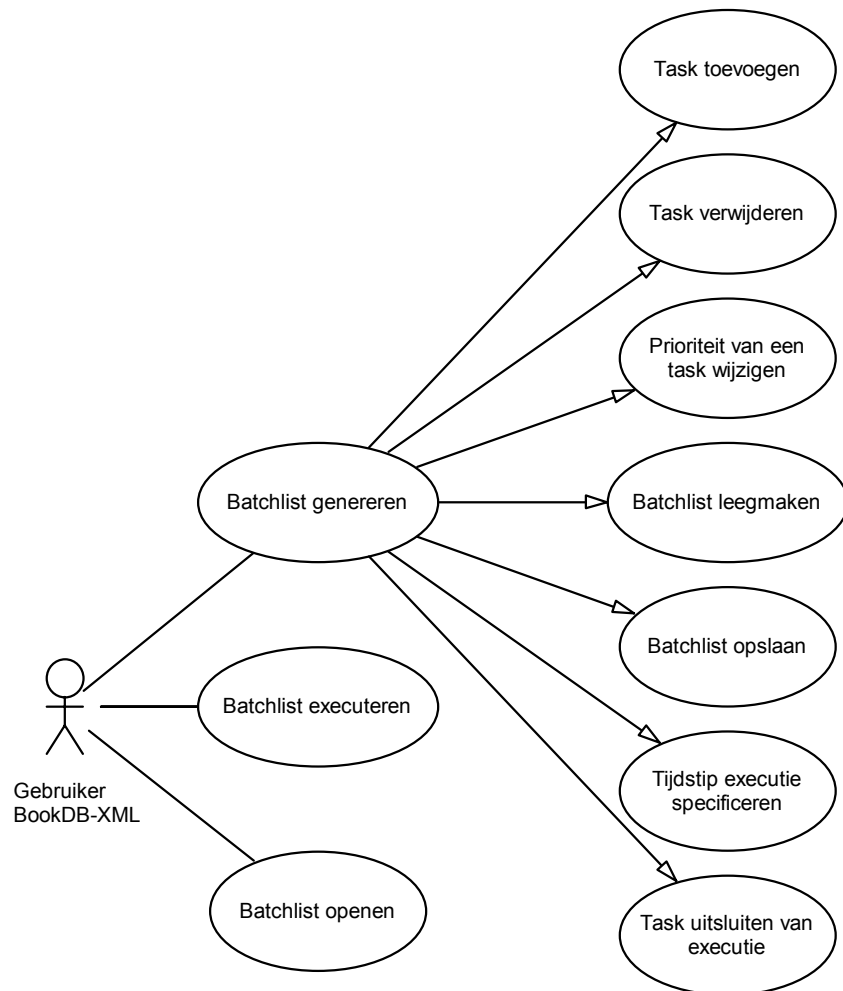 Task toevoegen
Task verwijderen
Prioriteit van een
task wijzigen
Batchlist genereren
Batchlist leegmaken
Batchlist opslaan
Batchlist executeren
Tijdstip executie
specificeren
Gebruiker
BookDB-XML
Batchlist openen
Task uitsluiten van
executie